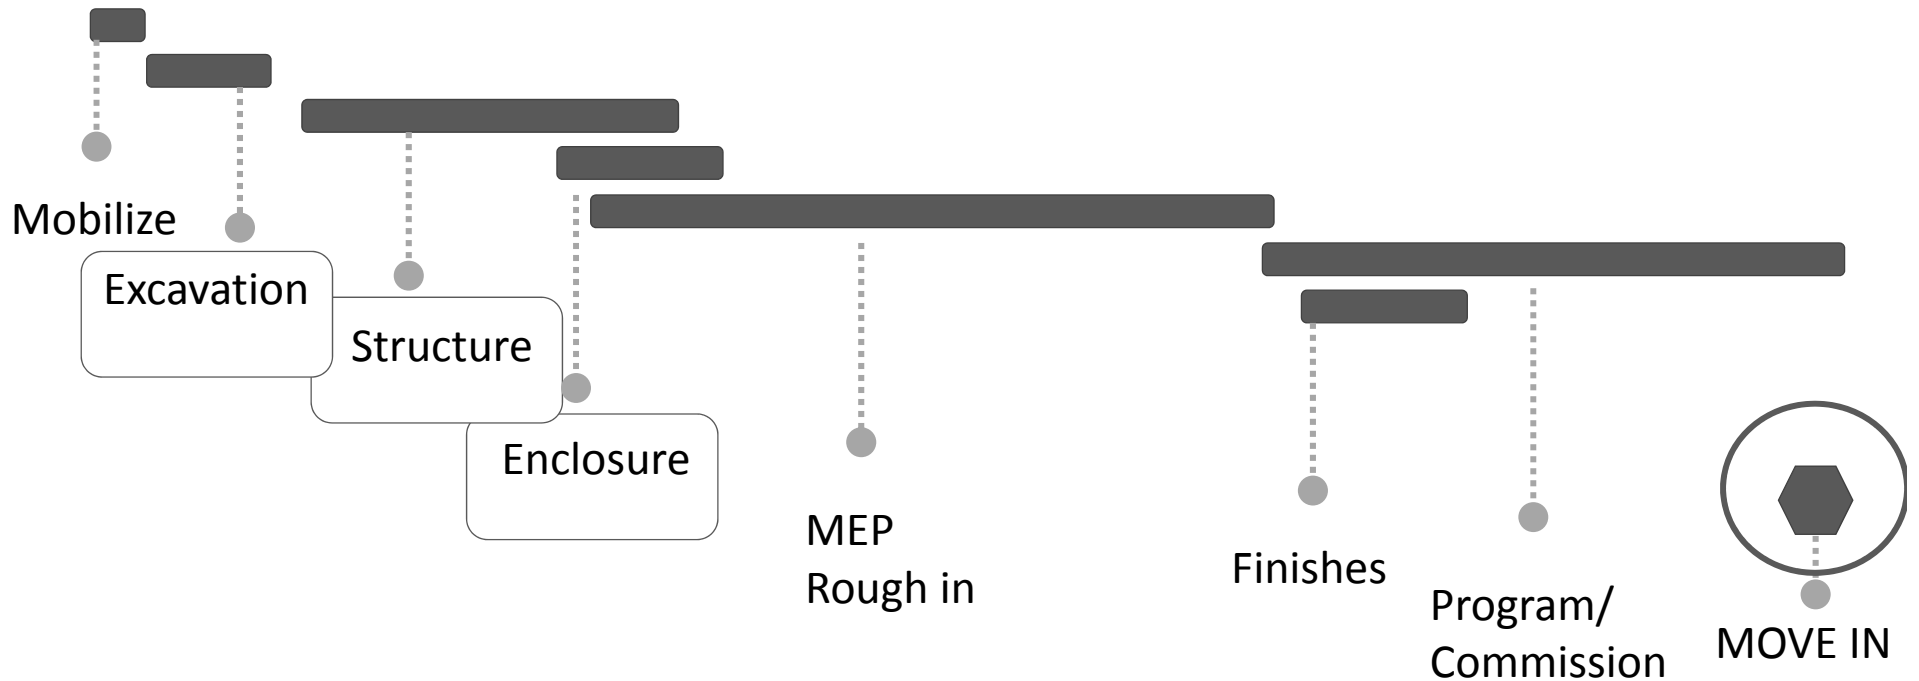 Mobilize
Excavation
Structure
Enclosure
MEP
Rough in
Finishes
Program/
Commission
MOVE IN